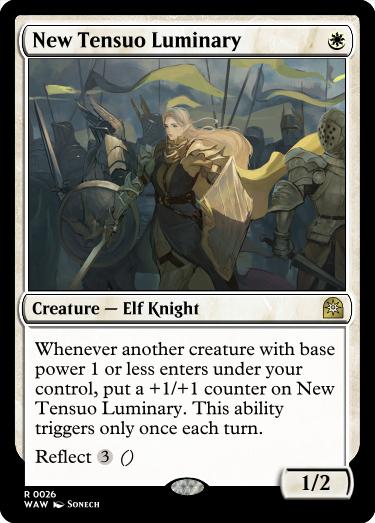 New Tensuo Luminary
Creature — Elf Knight
Whenever another creature with base
power 1 or less enters under your
control, put a +1/+1 counter on New
Tensuo Luminary. This ability
triggers only once each turn.
Reflect 3 ()
1/2
R 0026
WAW Sonech